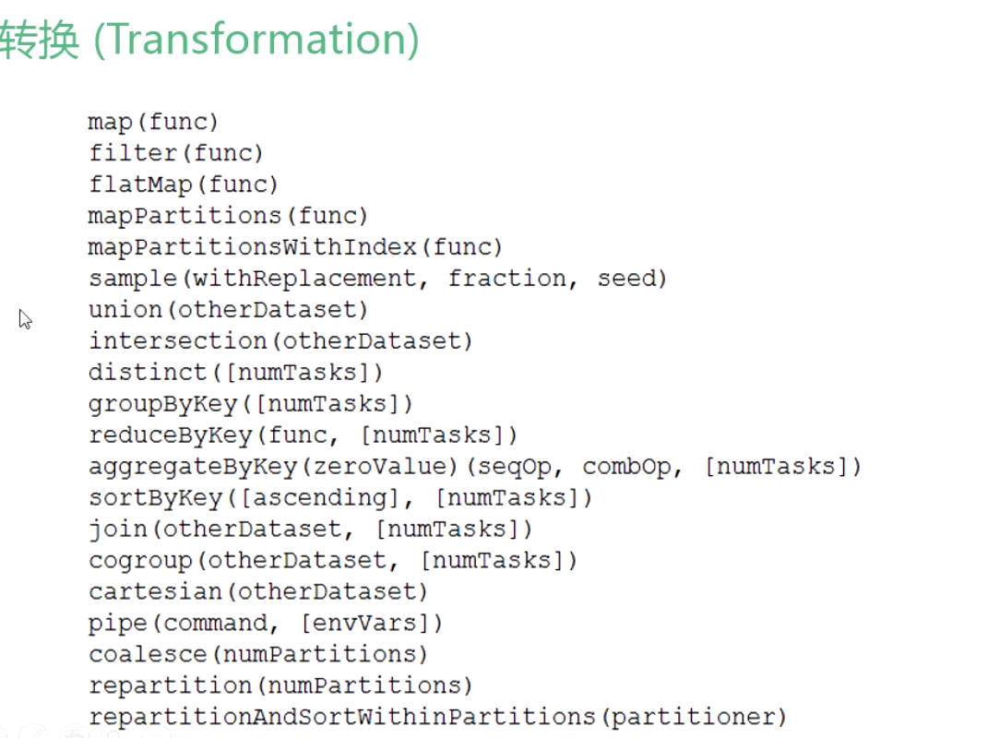 转换 (Transformation)
map(func)
filter(func)
flatMap(func)
mapPartitions(func)
mapPartitionsWithIndex(func)
sample(withReplacement, fraction, seed)
union(otherDataset)
intersection(otherDataset)
distinct([numTasks])
groupByKey([numTasks])
reduceByKey(func, [numTasks])
aggregateByKey(zeroValue)(seqOp, combOp, [numTasks])
sortByKey([ascending], [numTasks])
join(otherDataset, [numTasks])
cogroup(otherDataset, [numTasks])
cartesian(otherDataset)
pipe(command, [envVars])
coalesce(numPartitions)
repartition(numPartitions)
repartitionAndSortWithinPartitions(partitioner)